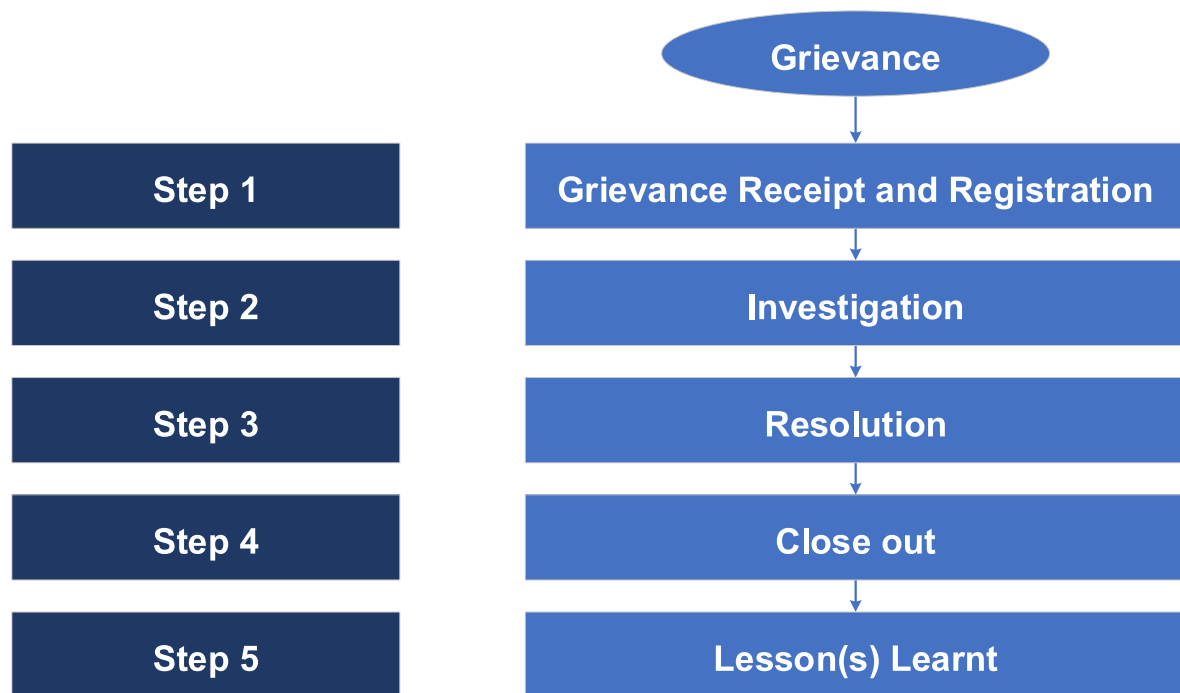 Grievance
Step 1
Grievance Receipt and Registration
Step 2
Investigation
Step 3
Resolution
Step 4
Close out
Step 5
Lesson(s) Learnt